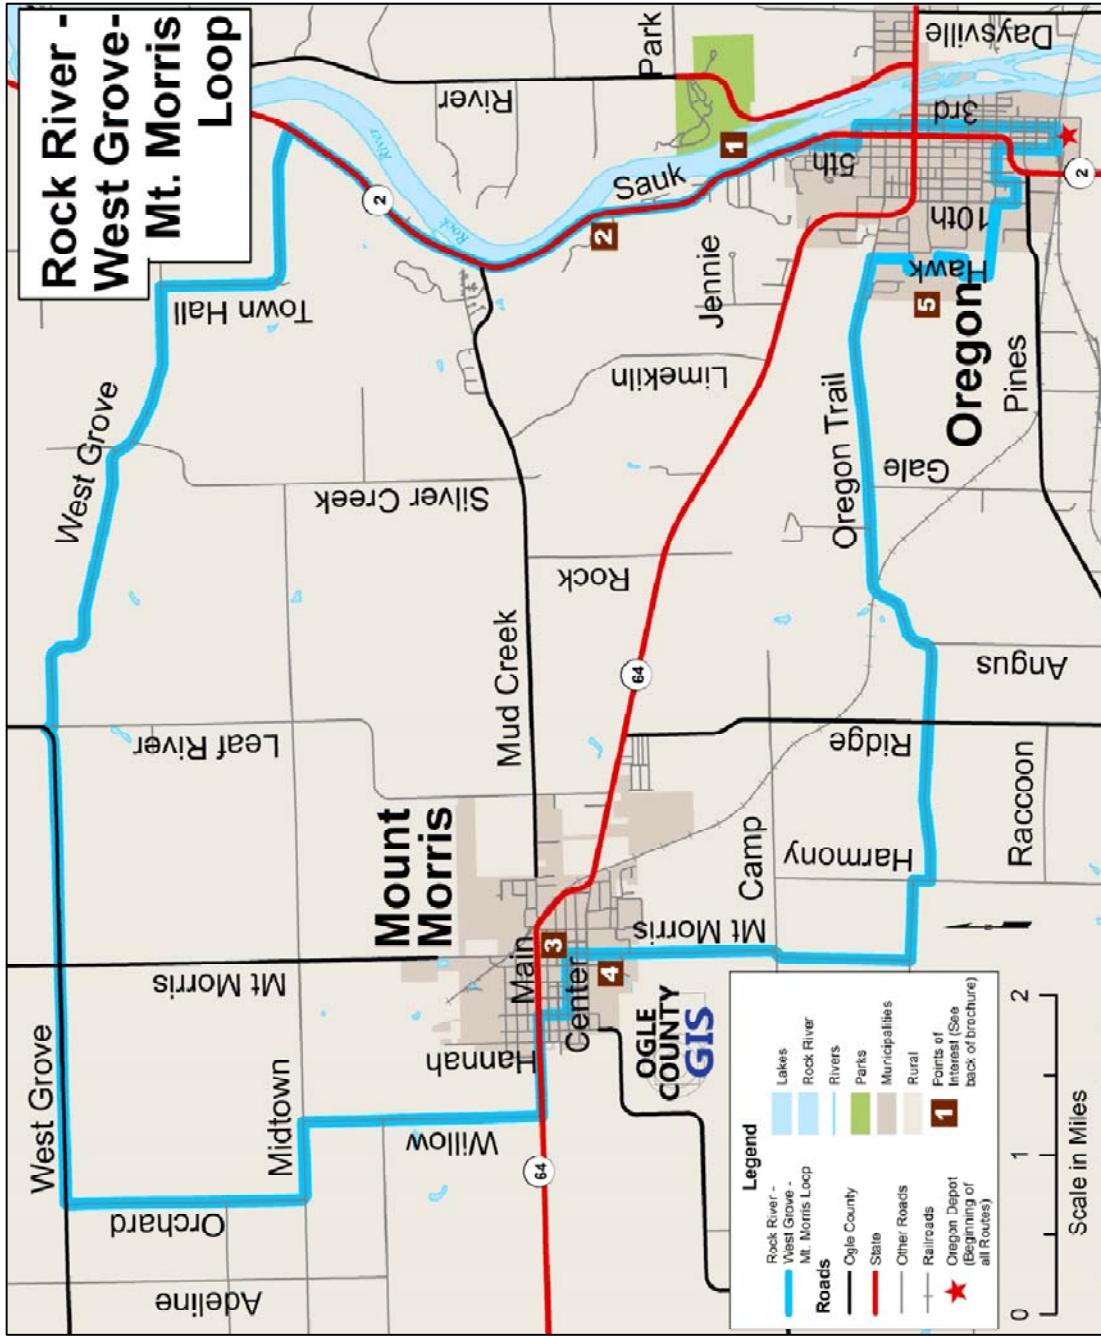 Rock River -
West Grove-
Mt. Morris
Loop
West Grove
West Grove
Town Hall
River
Park
Rock
River
2
Sauk
1
2
Daysville
3rd
5th
10th
Hawk
5
Oregon
Pines
2
Jennie
Limekiln
Oregon Trail
Gale
Silver Creek
Rock
Mud Creek
64
Leaf River
Angus
Ridge
Raccoon
Harmony
Camp
Mt Morris
Mount
Morris
Mt Morris
Main
3
Center
4
Hannah
Midtown
Willow
Orchard
Adeline
64
OGLE
COUNTY
GIS
Legend
Rock River -
West Grove -
Mt. Morris Loop
Roads
Ogle County
State
Other Roads
Railroads
Oregon Depot
(Beginning of
all Routes)
Lakes
Rock River
Rivers
Parks
Municipalities
Rural
1
Points of
Interest (See
back of brochure)
0
1
2
Scale in Miles